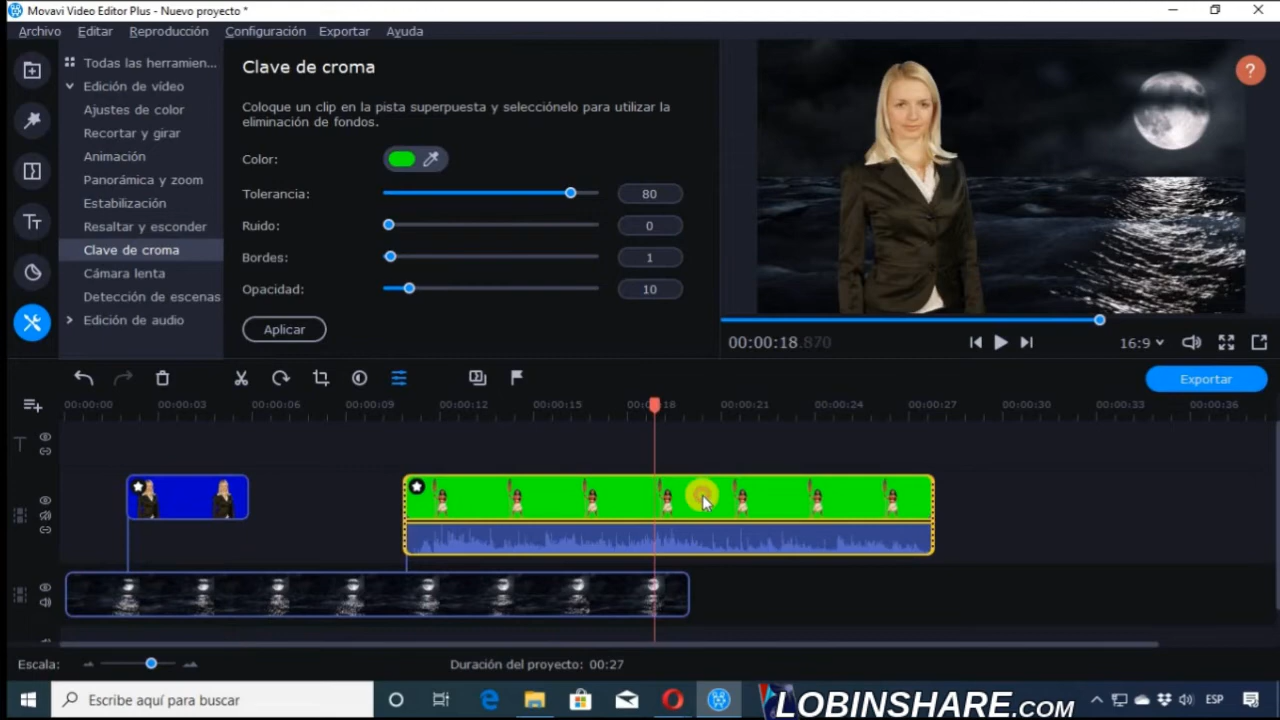 Movavi Video Editor Plus - Nuevo proyecto *
Archivo Editar Reproducción Configuración Exportar Ayuda
Todas las herramien...
Edición de vídeo
Ajustes de color
Recortar y girar
Animación
Panorámica y zoom
Estabilización
Resaltar y esconder
Clave de croma
Cámara lenta
Detección de escenas
Edición de audio
Clave de croma
Coloque un clip en la pista superpuesta y selecciónelo para utilizar la
eliminación de fondos.
Color:
Tolerancia: 80
Ruido: 0
Bordes: 1
Opacidad: 10
Aplicar
?
00:00:18.870
16:9
Exportar
00:00:00 00:00:03 00:00:06 00:00:09 00:00:12 00:00:15 00:00:18 00:00:21 00:00:24 00:00:27 00:00:30 00:00:33 00:00:36
Escala:
Duración del proyecto: 00:27
Escribe aquí para buscar
LOBINSHARE.COM
ESP